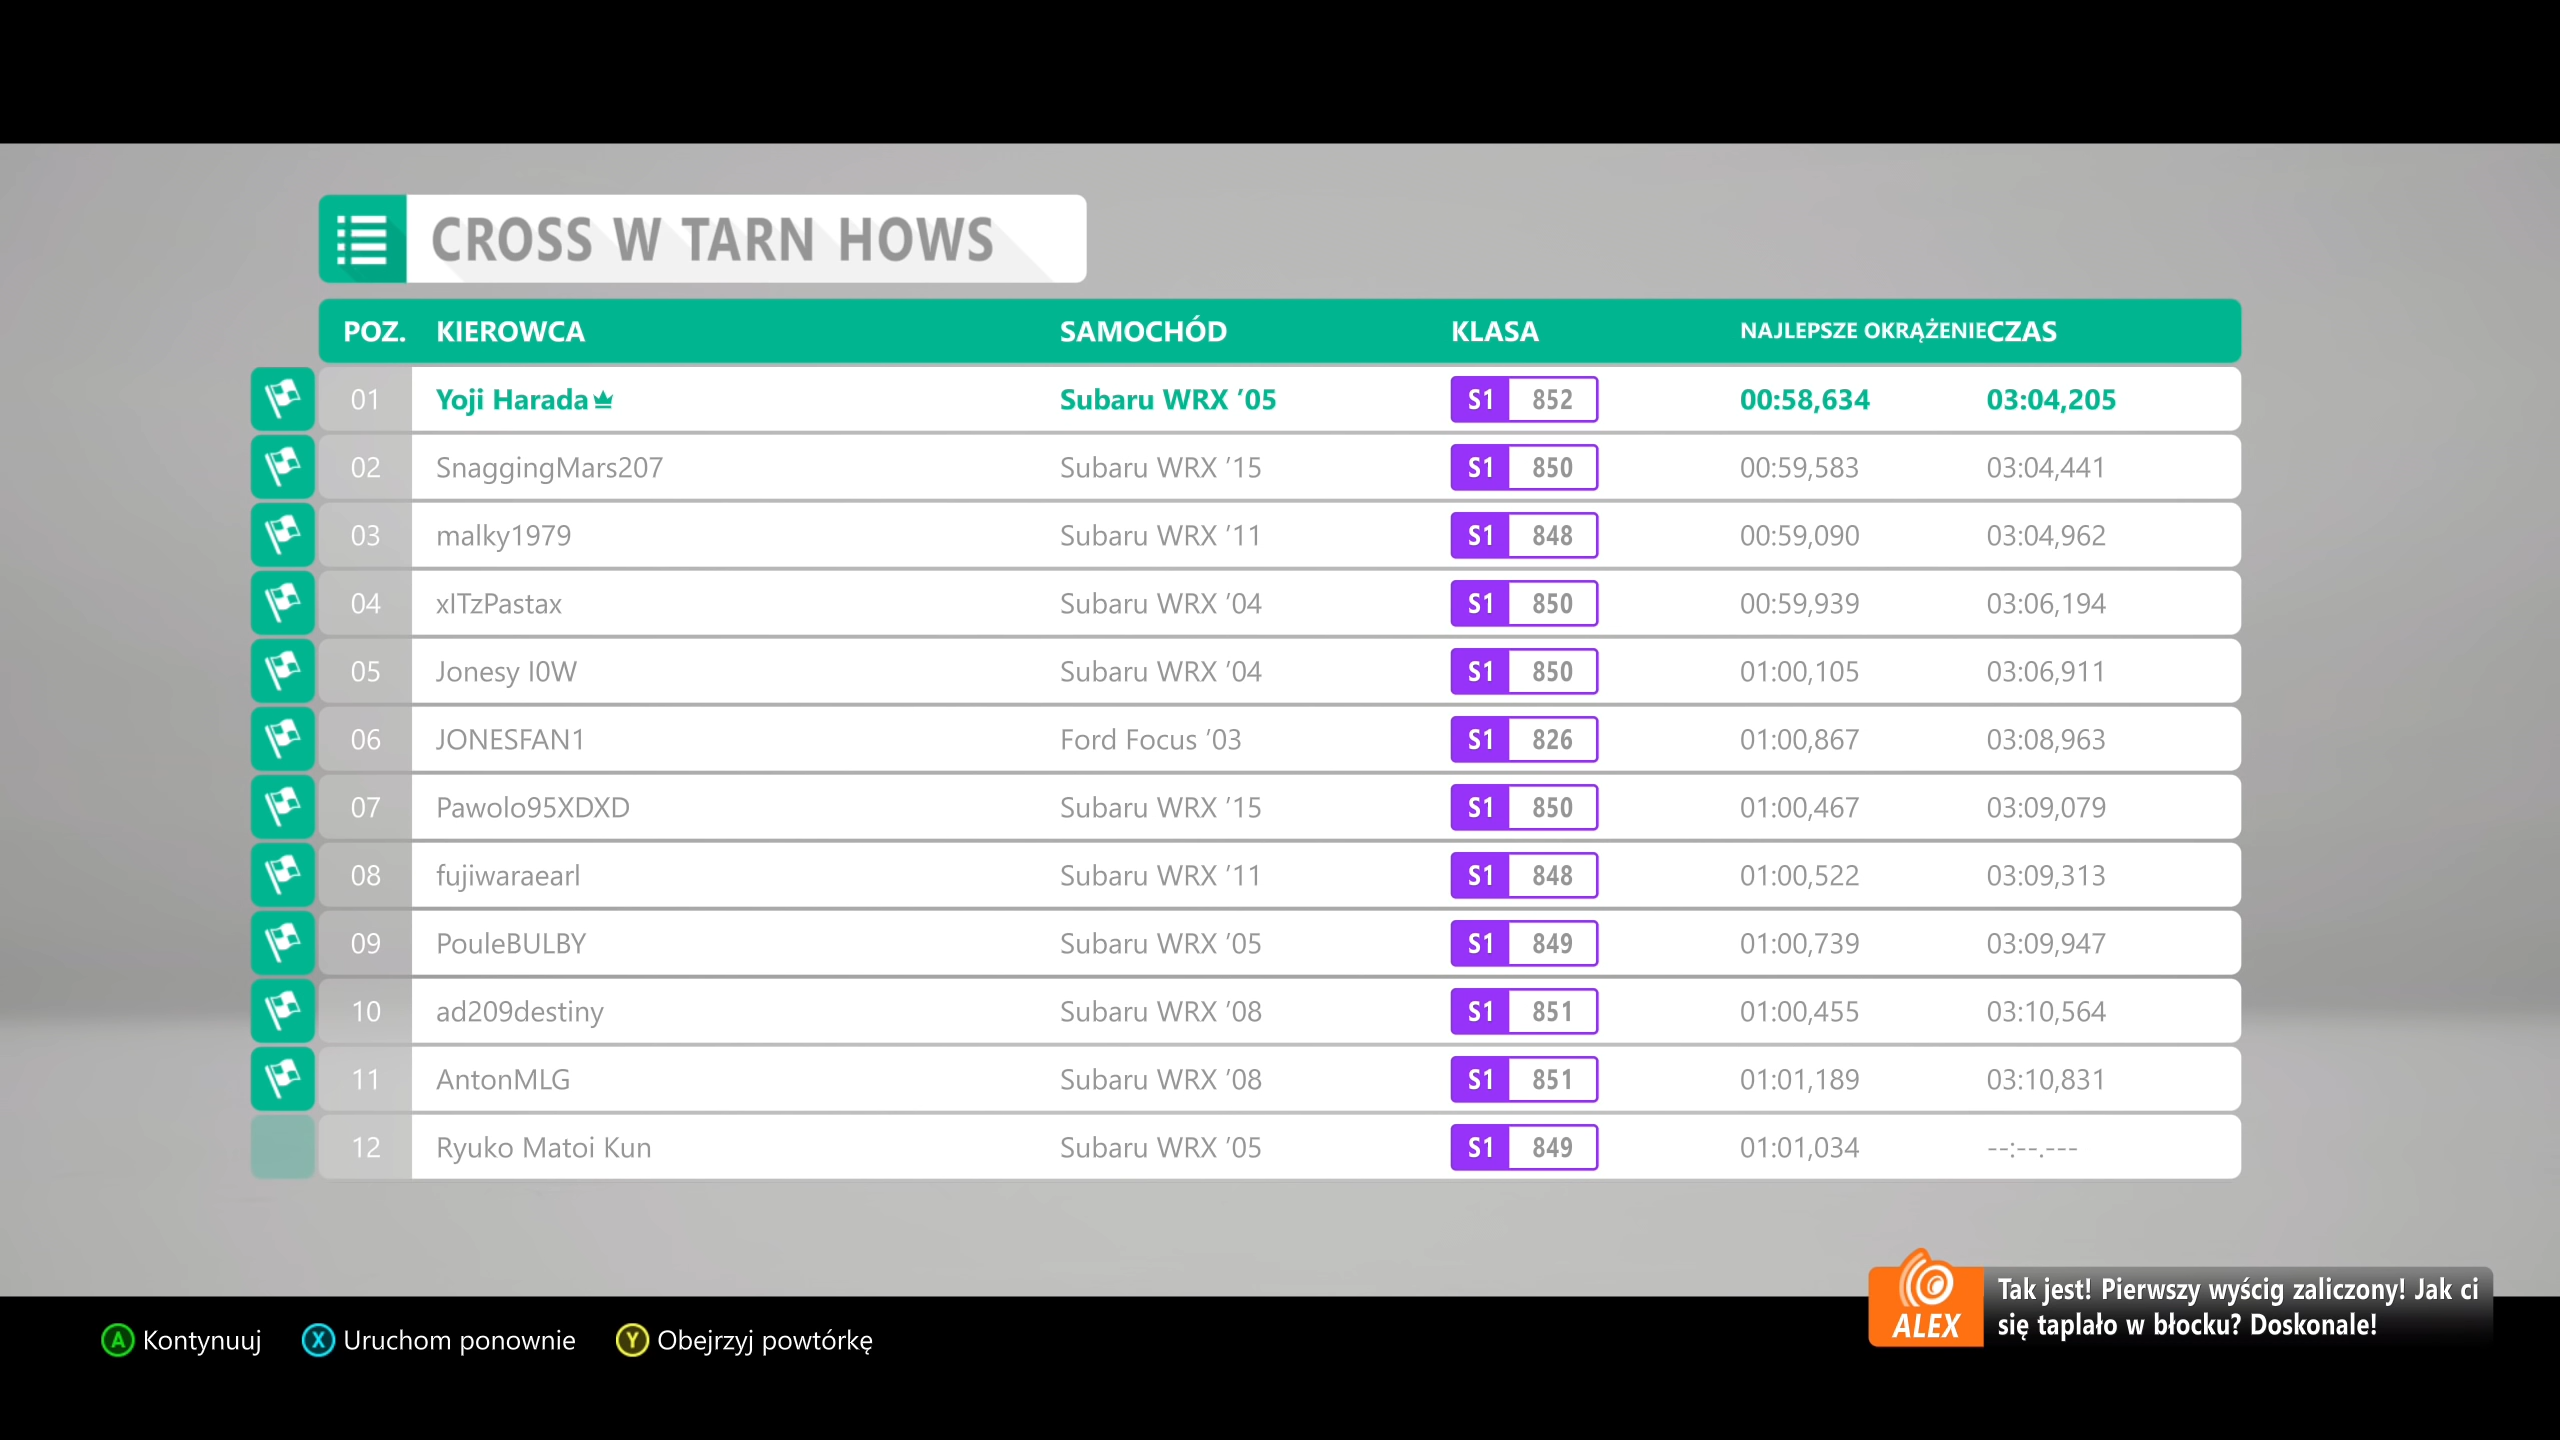 CROSS W TARN HOWS
POZ. KIEROWCA SAMOCHÓD KLASA NAJLEPSZE OKRĄŻENIE CZAS
01 Yoji Harada Subaru WRX ’05 S1 852 00:58,634 03:04,205
02 SnaggingMars207 Subaru WRX ’15 S1 850 00:59,583 03:04,441
03 malky1979 Subaru WRX ’11 S1 848 00:59,090 03:04,962
04 xITzPastax Subaru WRX ’04 S1 850 00:59,939 03:06,194
05 Jonesy I0W Subaru WRX ’04 S1 850 01:00,105 03:06,911
06 JONESFAN1 Ford Focus ’03 S1 826 01:00,867 03:08,963
07 Pawolo95XDXD Subaru WRX ’15 S1 850 01:00,467 03:09,079
08 fujiwaraearl Subaru WRX ’11 S1 848 01:00,522 03:09,313
09 PouleBULBY Subaru WRX ’05 S1 849 01:00,739 03:09,947
10 ad209destiny Subaru WRX ’08 S1 851 01:00,455 03:10,564
11 AntonMLG Subaru WRX ’08 S1 851 01:01,189 03:10,831
12 Ryuko Matoi Kun Subaru WRX ’05 S1 849 01:01,034 --:--.---
ALEX
Tak jest! Pierwszy wyścig zaliczony! Jak ci
się taplało w błocku? Doskonale!
A Kontynuuj X Uruchom ponownie Y Obejrzyj powtórkę